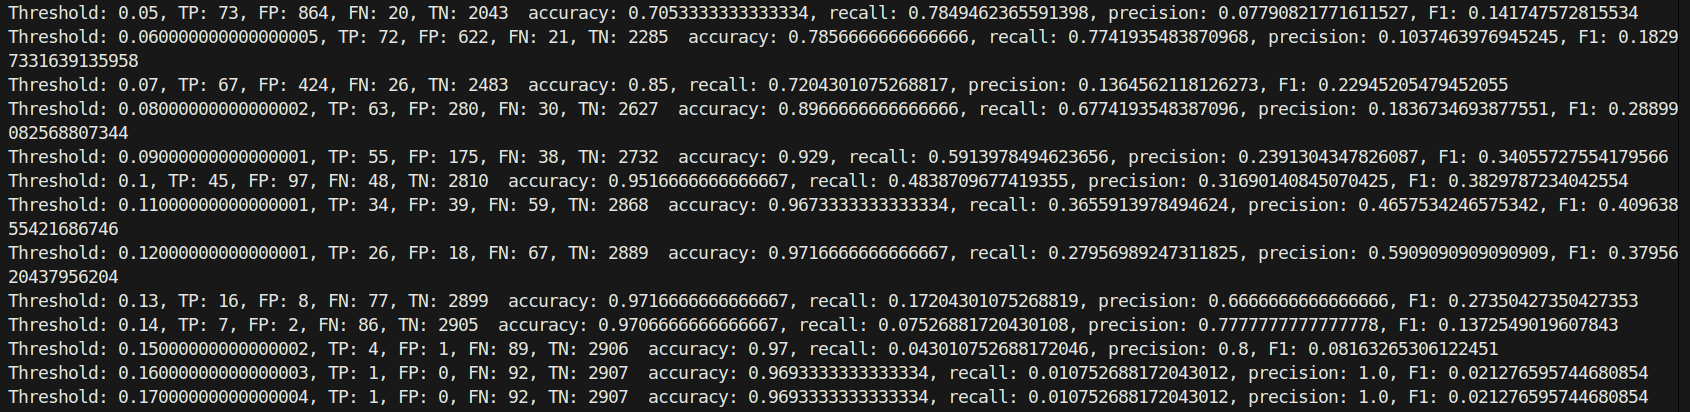 Threshold: 0.05, TP: 73, FP: 864, FN: 20, TN: 2043  accuracy: 0.7053333333333334, recall: 0.7849462365591398, precision: 0.07790821771611527, F1: 0.141747572815534
Threshold: 0.060000000000000005, TP: 72, FP: 622, FN: 21, TN: 2285  accuracy: 0.7856666666666666, recall: 0.7741935483870968, precision: 0.1037463976945245, F1: 0.1829
7331639135958
Threshold: 0.07, TP: 67, FP: 424, FN: 26, TN: 2483  accuracy: 0.85, recall: 0.7204301075268817, precision: 0.1364562118126273, F1: 0.22945205479452055
Threshold: 0.08000000000000002, TP: 63, FP: 280, FN: 30, TN: 2627  accuracy: 0.8966666666666666, recall: 0.6774193548387096, precision: 0.1836734693877551, F1: 0.28899
082568807344
Threshold: 0.09000000000000001, TP: 55, FP: 175, FN: 38, TN: 2732  accuracy: 0.929, recall: 0.5913978494623656, precision: 0.2391304347826087, F1: 0.34055727554179566
Threshold: 0.1, TP: 45, FP: 97, FN: 48, TN: 2810  accuracy: 0.9516666666666667, recall: 0.4838709677419355, precision: 0.31690140845070425, F1: 0.3829787234042554
Threshold: 0.11000000000000001, TP: 34, FP: 39, FN: 59, TN: 2868  accuracy: 0.9673333333333334, recall: 0.3655913978494624, precision: 0.4657534246575342, F1: 0.409638
55421686746
Threshold: 0.12000000000000001, TP: 26, FP: 18, FN: 67, TN: 2889  accuracy: 0.9716666666666667, recall: 0.27956989247311825, precision: 0.5909090909090909, F1: 0.37956
20437956204
Threshold: 0.13, TP: 16, FP: 8, FN: 77, TN: 2899  accuracy: 0.9716666666666667, recall: 0.17204301075268819, precision: 0.6666666666666666, F1: 0.27350427350427353
Threshold: 0.14, TP: 7, FP: 2, FN: 86, TN: 2905  accuracy: 0.9706666666666667, recall: 0.07526881720430108, precision: 0.7777777777777778, F1: 0.1372549019607843
Threshold: 0.15000000000000002, TP: 4, FP: 1, FN: 89, TN: 2906  accuracy: 0.97, recall: 0.043010752688172046, precision: 0.8, F1: 0.08163265306122451
Threshold: 0.16000000000000003, TP: 1, FP: 0, FN: 92, TN: 2907  accuracy: 0.9693333333333334, recall: 0.010752688172043012, precision: 1.0, F1: 0.021276595744680854
Threshold: 0.17000000000000004, TP: 1, FP: 0, FN: 92, TN: 2907  accuracy: 0.9693333333333334, recall: 0.010752688172043012, precision: 1.0, F1: 0.021276595744680854